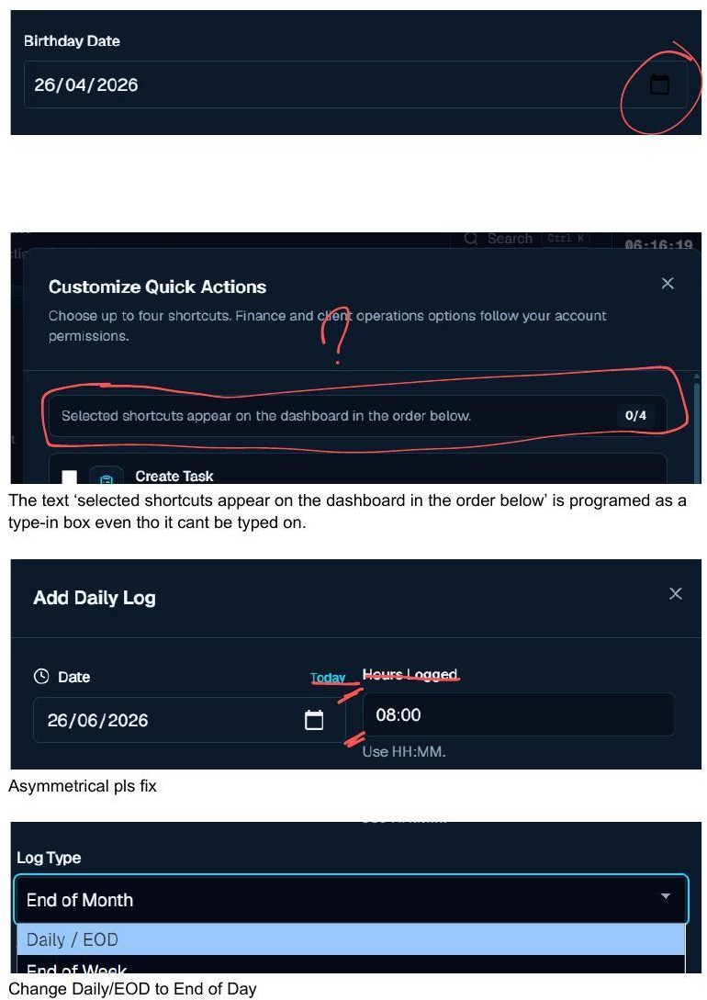 Birthday Date
26/04/2026
Search Ctrl K
06:16:19
Customize Quick Actions
Choose up to four shortcuts. Finance and client operations options follow your account
permissions.
?
Selected shortcuts appear on the dashboard in the order below.
0/4
Create Task
The text ‘selected shortcuts appear on the dashboard in the order below’ is programed as a
type-in box even tho it cant be typed on.
Add Daily Log
Date
Today
Hours Logged
26/06/2026
08:00
Use HH:MM.
Asymmetrical pls fix
Log Type
End of Month
Daily / EOD
End of Week
Change Daily/EOD to End of Day